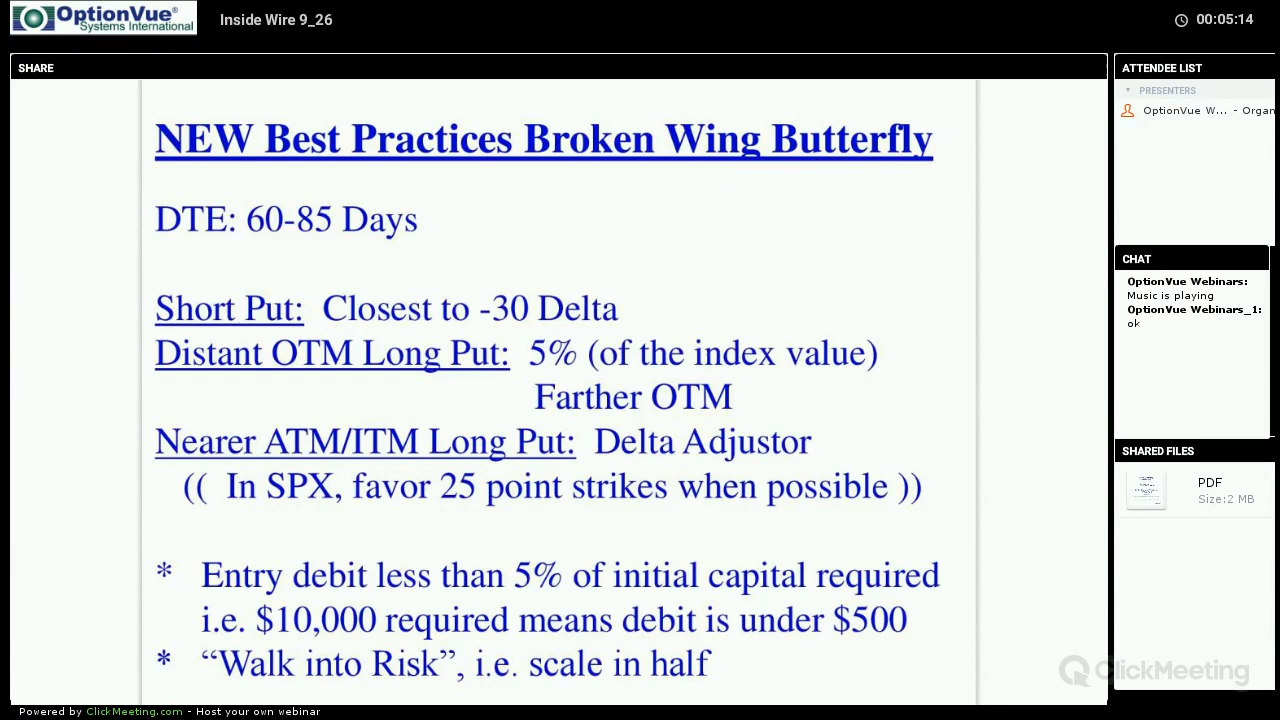 OptionVue®
Systems International
Inside Wire 9_26
00:05:14
SHARE
NEW Best Practices Broken Wing Butterfly
DTE: 60-85 Days
Short Put: Closest to -30 Delta
Distant OTM Long Put: 5% (of the index value)
Farther OTM
Nearer ATM/ITM Long Put: Delta Adjustor
(( In SPX, favor 25 point strikes when possible ))
* Entry debit less than 5% of initial capital required
i.e. $10,000 required means debit is under $500
* “Walk into Risk”, i.e. scale in half
ClickMeeting
ATTENDEE LIST
PRESENTERS
OptionVue W... - Organ
CHAT
OptionVue Webinars:
Music is playing
OptionVue Webinars_1:
ok
SHARED FILES
PDF
Size:2 MB
Powered by ClickMeeting.com - Host your own webinar